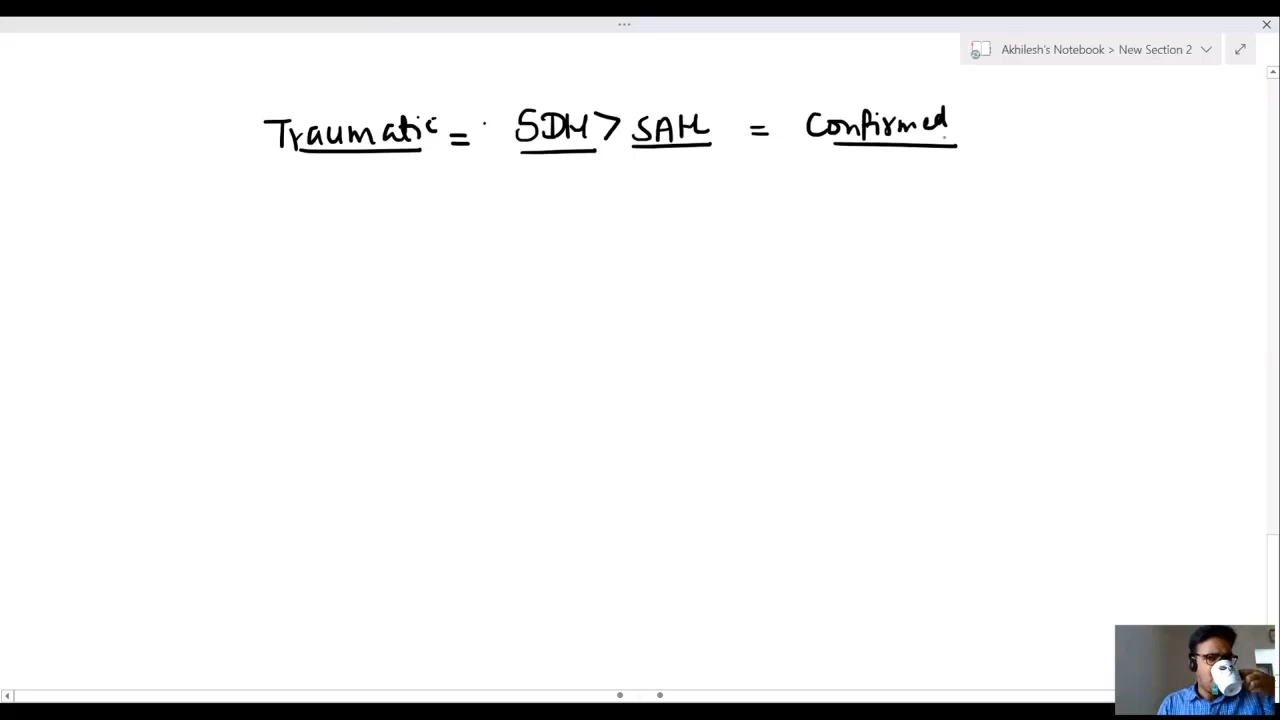 Akhilesh's Notebook > New Section 2
Traumatic = SDH > SAH = Confirmed